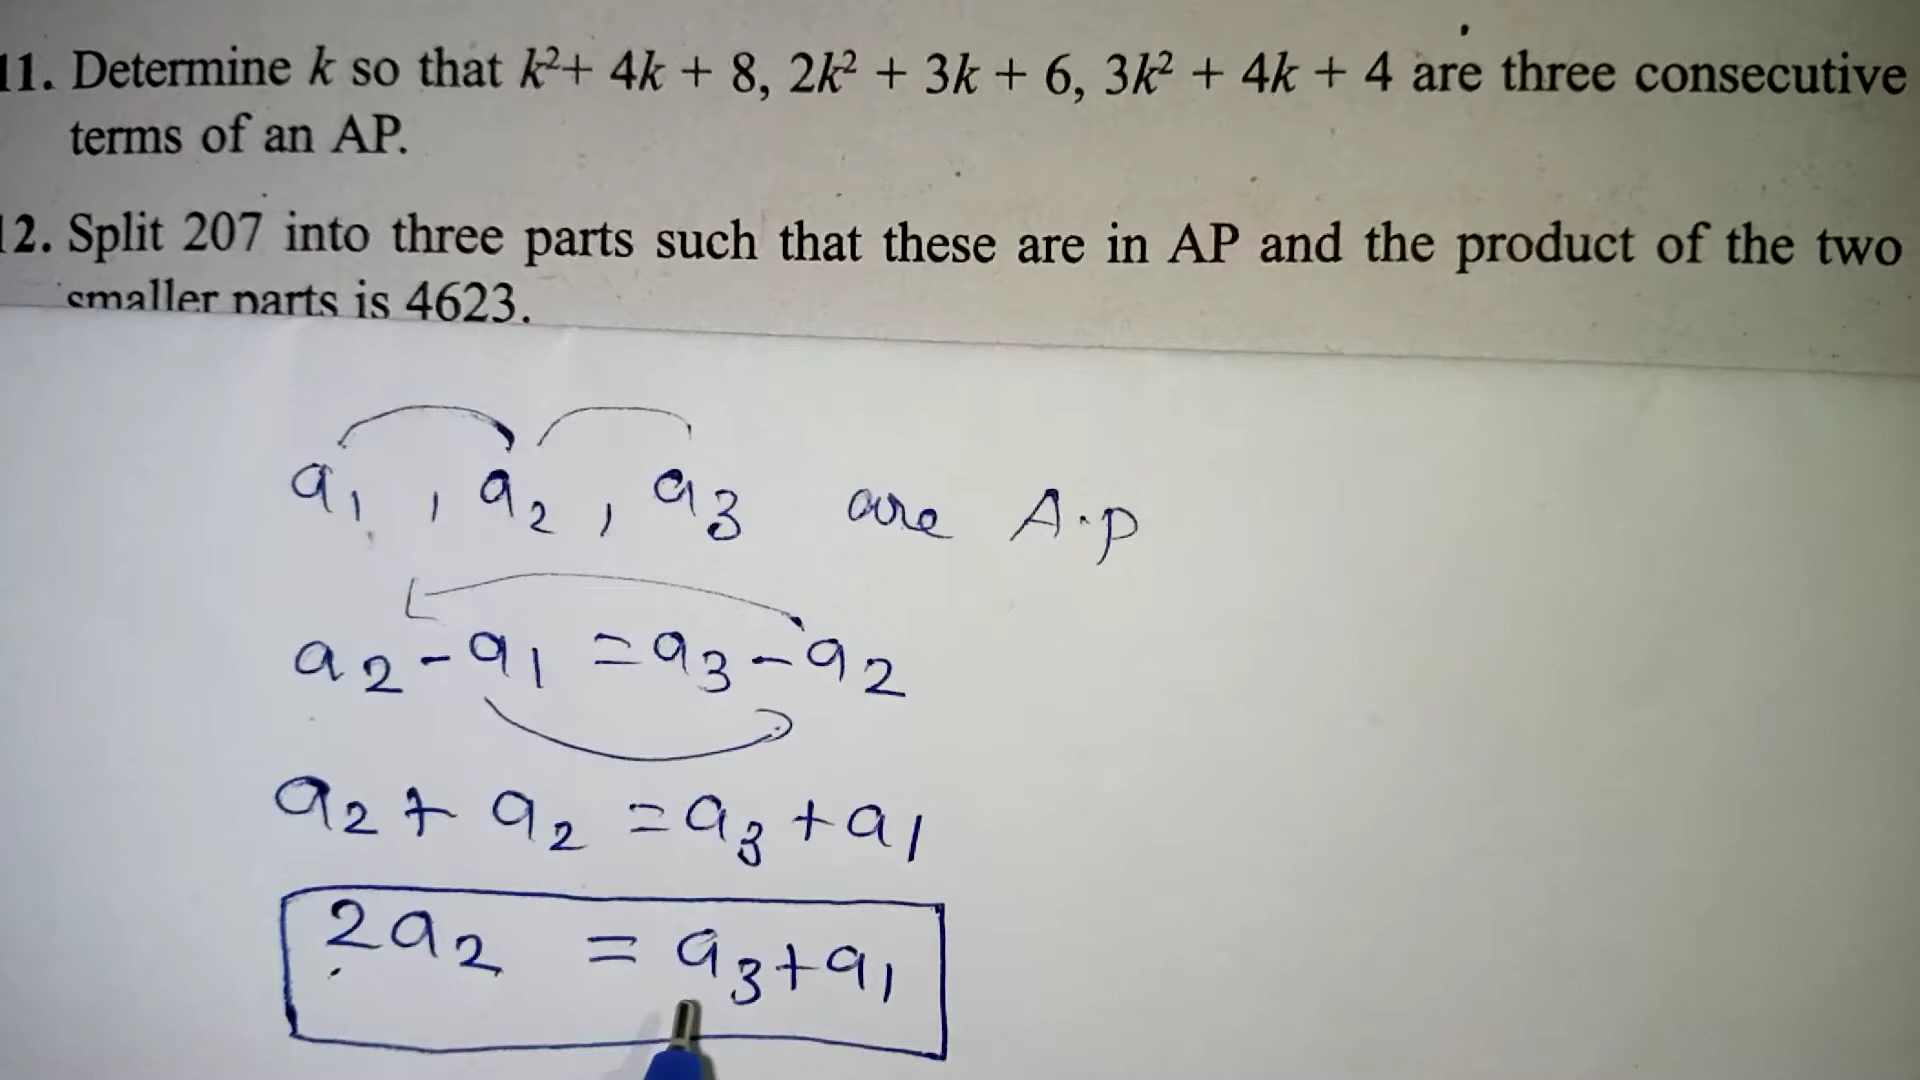 11. Determine k so that k²+ 4k + 8, 2k² + 3k + 6, 3k² + 4k + 4 are three consecutive
terms of an AP.
12. Split 207 into three parts such that these are in AP and the product of the two
smaller parts is 4623.
a₁ , a₂ , a₃ are A.p
a₂ - a₁ = a₃ - a₂
a₂ + a₂ = a₃ + a₁
2a₂ = a₃ + a₁